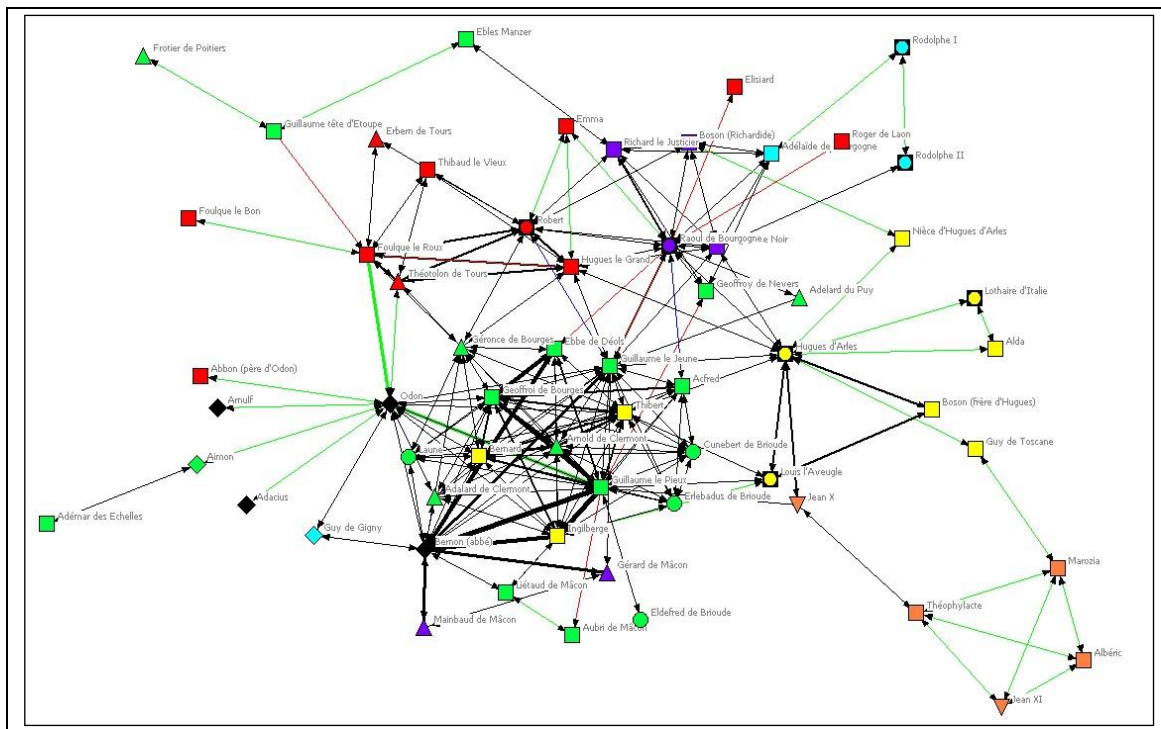 Ebles Manzer
Rodolphe I
Frotier de Poitiers
Elisiard
Emma
Guillaume tête d'Etoupe
Erbern de Tours
Boson (Richardide)
Roger de Laon
Richard le Justicier
Adélaïde de
rgogne
Rodolphe II
Thibaud le Vieux
Foulque le Bon
Robert
Nièce d'Hugues d'Arles
Foulque le Roux
Raoul de Bourgogne
e Noir
Hugues le Grand
Théotolon de Tours
Geoffroy de Nevers
Adelard du Puy
Lothaire d'Italie
Géronce de Bourges
Ebbe de Déols
Hugues d'Arles
Alda
Guillaume le Jeune
Abbon (père d'Odon)
Acfred
Geoffroi de Bourges
Arnulf
Odon
Thibert
Boson (frère d'Hugues)
Arnold de Clermont
Cunebert de Brioude
Guy de Toscane
Laune
Bernard
Aimon
Louis l'Aveugle
Guillaume le Pieux
Adalard de Clermont
Adacius
Erlebadus de Brioude
Jean X
Adémar des Echelles
Guy de Gigny
Ingilberge
Bernon (abbé)
Gérard de Mâcon
Marozia
Liétaud de Mâcon
Théophylacte
Mainbaud de Mâcon
Eldefred de Brioude
Aubri de Mâcon
Albéric
Jean XI